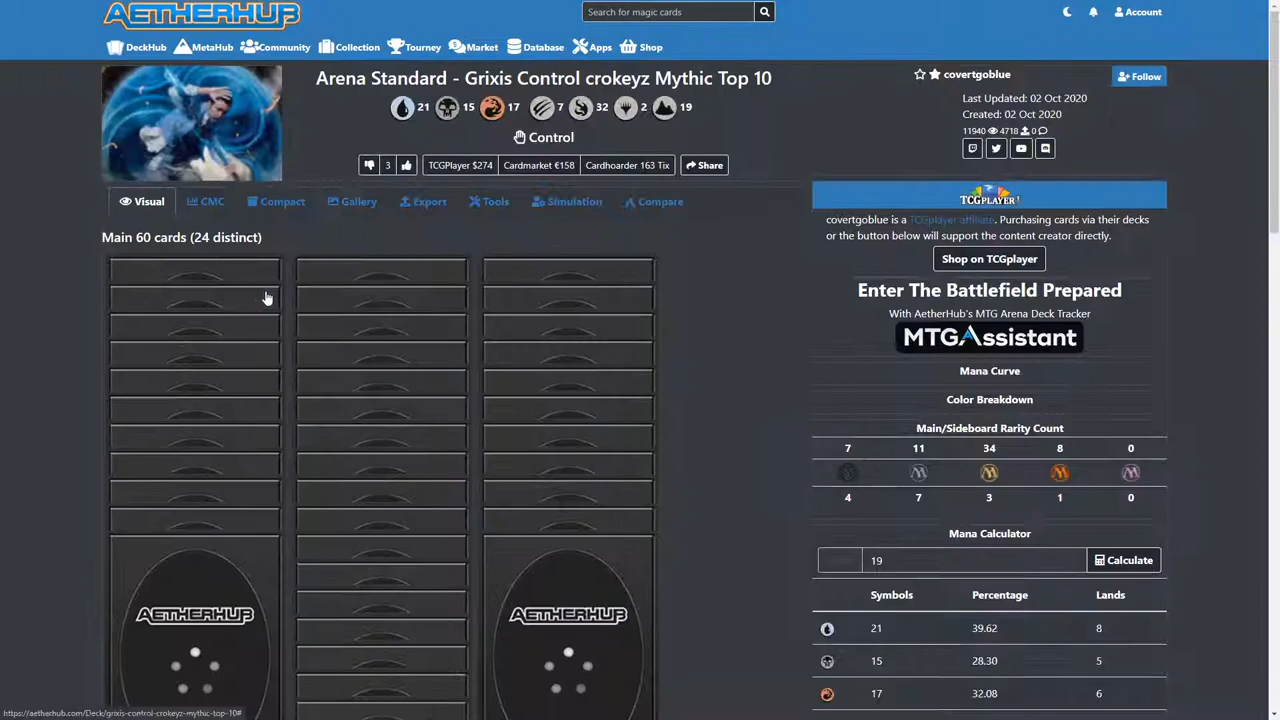 AETHERHUB
Search for magic cards
Account
DeckHub MetaHub Community Collection Tourney Market Database Apps Shop
Arena Standard - Grixis Control crokeyz Mythic Top 10
21 15 17 7 32 2 19
Control
3 TCGPlayer $274 Cardmarket €158 Cardhoarder 163 Tix Share
covertgoblue
Follow
Last Updated: 02 Oct 2020
Created: 02 Oct 2020
11940 4718 0
Visual CMC Compact Gallery Export Tools Simulation Compare
Main 60 cards (24 distinct)
AETHERHUB
AETHERHUB
TCGPLAYER
covertgoblue is a TCGplayer affiliate. Purchasing cards via their decks
or the button below will support the content creator directly.
Shop on TCGplayer
Enter The Battlefield Prepared
With AetherHub's MTG Arena Deck Tracker
MTGAssistant
Mana Curve
Color Breakdown
Main/Sideboard Rarity Count
7 11 34 8 0
4 7 3 1 0
Mana Calculator
19 Calculate
Symbols Percentage Lands
21 39.62 8
15 28.30 5
17 32.08 6
https://aetherhub.com/Deck/grixis-control-crokeyz-mythic-top-10#